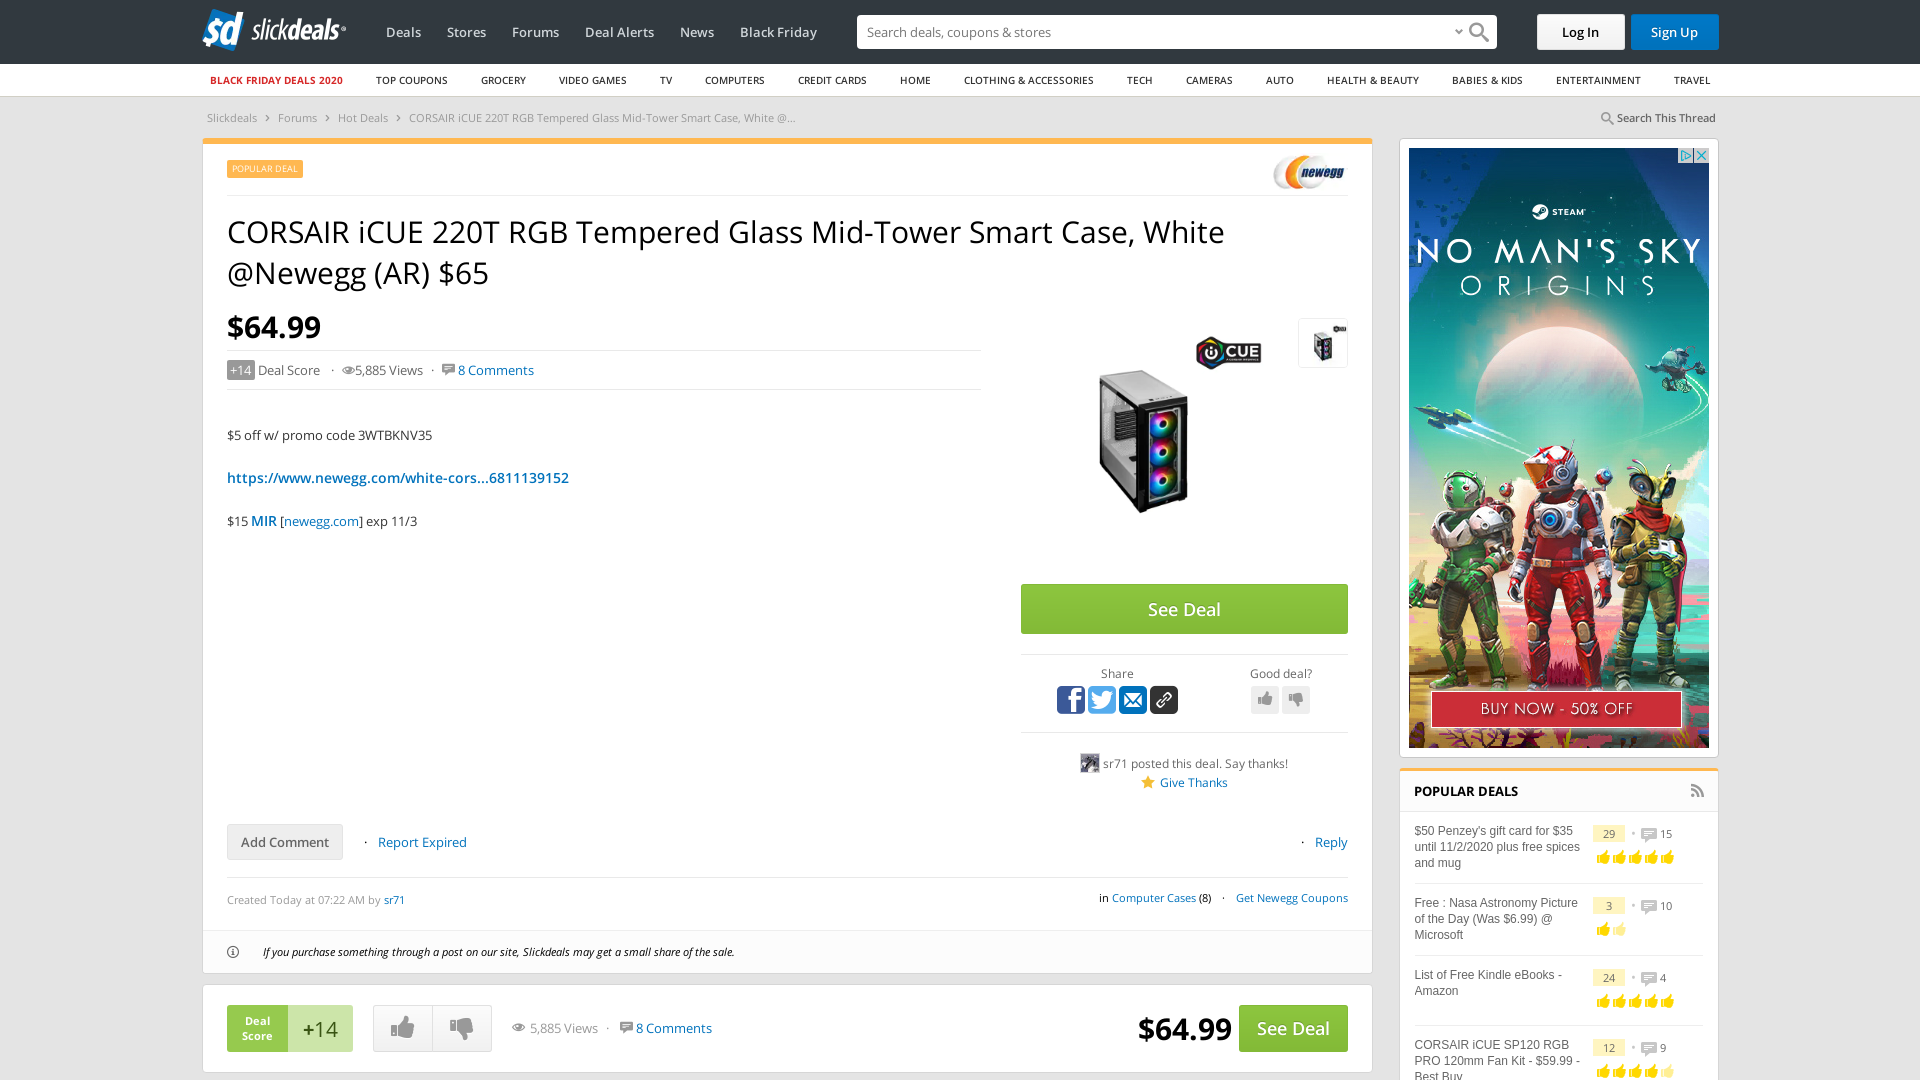 sd slickdeals
Deals
Stores
Forums
Deal Alerts
News
Black Friday
Search deals, coupons & stores
Log In
Sign Up
BLACK FRIDAY DEALS 2020
TOP COUPONS
GROCERY
VIDEO GAMES
TV
COMPUTERS
CREDIT CARDS
HOME
CLOTHING & ACCESSORIES
TECH
CAMERAS
AUTO
HEALTH & BEAUTY
BABIES & KIDS
ENTERTAINMENT
TRAVEL
Slickdeals > Forums > Hot Deals > CORSAIR iCUE 220T RGB Tempered Glass Mid-Tower Smart Case, White @...
Search This Thread
POPULAR DEAL
newegg
CORSAIR iCUE 220T RGB Tempered Glass Mid-Tower Smart Case, White
@Newegg (AR) $65
$64.99
+14 Deal Score · 5,885 Views · 8 Comments
CUE
$5 off w/ promo code 3WTBKNV35
https://www.newegg.com/white-cors...6811139152
$15 MIR [newegg.com] exp 11/3
See Deal
Share
Good deal?
sr71 posted this deal. Say thanks!
Give Thanks
Add Comment · Report Expired
· Reply
Created Today at 07:22 AM by sr71
in Computer Cases (8) · Get Newegg Coupons
If you purchase something through a post on our site, Slickdeals may get a small share of the sale.
Deal
Score
+14
5,885 Views · 8 Comments
$64.99
See Deal
STEAM
NO MAN'S SKY
ORIGINS
BUY NOW - 50% OFF
POPULAR DEALS
$50 Penzey's gift card for $35
until 11/2/2020 plus free spices
and mug
29 • 15
Free : Nasa Astronomy Picture
of the Day (Was $6.99) @
Microsoft
3 • 10
List of Free Kindle eBooks -
Amazon
24 • 4
CORSAIR iCUE SP120 RGB
PRO 120mm Fan Kit - $59.99 -
Best Buy
12 • 9